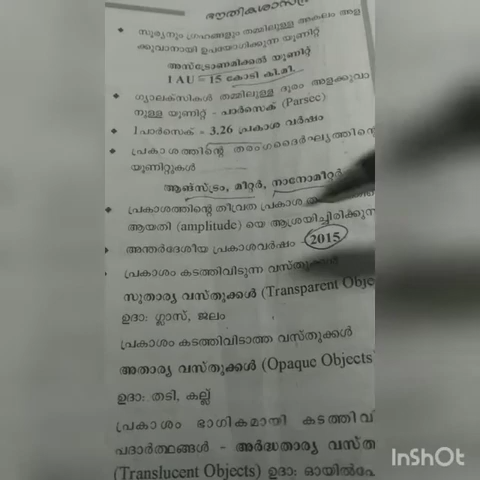 ഭൗതികശാസ്ത്ര
സൂര്യനും ഗ്രഹങ്ങളും തമ്മിലുള്ള അകലം അള
ക്കുവാനായി ഉപയോഗിക്കുന്ന യൂണിറ്റ്
അസ്ട്രോണമിക്കൽ യൂണിറ്റ്
1 AU = 15 കോടി കി.മീ.
ഗ്യാലക്സികൾ തമ്മിലുള്ള ദൂരം അളക്കുവാ
നുള്ള യൂണിറ്റ് - പാർസെക് (Parsec)
1പാർസെക് = 3.26 പ്രകാശ വർഷം
പ്രകാശത്തിന്റെ തരംഗദൈർഘ്യത്തിന്റെ
യൂണിറ്റുകൾ
ആങ്സ്ട്രം, മീറ്റർ, നാനോമീറ്റർ
പ്രകാശത്തിന്റെ തീവ്രത പ്രകാശ
ആയതി (amplitude) യെ ആശ്രയിച്ചിരിക്കുന്ന
അന്തർദേശീയ പ്രകാശവർഷം - 2015
പ്രകാശം കടത്തിവിടുന്ന വസ്തുക്കൾ
സുതാര്യ വസ്തുക്കൾ (Transparent Objec
ഉദാ: ഗ്ലാസ്, ജലം
പ്രകാശം കടത്തിവിടാത്ത വസ്തുക്കൾ
അതാര്യ വസ്തുക്കൾ (Opaque Objects)
ഉദാ: തടി, കല്ല്
പ്രകാശം ഭാഗികമായി കടത്തിവി
പദാർത്ഥങ്ങൾ - അർദ്ധതാര്യ വസ്ത
(Translucent Objects) ഉദാ: ഓയിൽപേ
InShOt